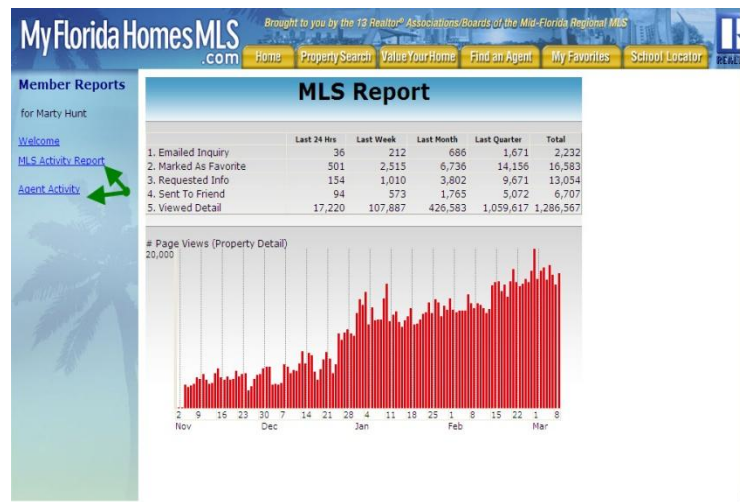 Brought to you by the 13 Realtor® Associations/Boards of the Mid-Florida Regional MLS
My Florida Homes MLS
.com
Home Property Search Value Your Home Find an Agent My Favorites School Locator
Member Reports
for Marty Hunt
Welcome
MLS Activity Report
Agent Activity
MLS Report
Last 24 Hrs Last Week Last Month Last Quarter Total
1. Emailed Inquiry 36 212 686 1,671 2,232
2. Marked As Favorite 501 2,515 6,736 14,156 16,583
3. Requested Info 154 1,010 3,802 9,671 13,054
4. Sent To Friend 94 573 1,765 5,072 6,707
5. Viewed Detail 17,220 107,887 426,583 1,059,617 1,286,567
# Page Views (Property Detail)
20,000
2 9 16 23 30 7 14 21 28 4 11 18 25 1 8 15 22 1 8
Nov Dec Jan Feb Mar